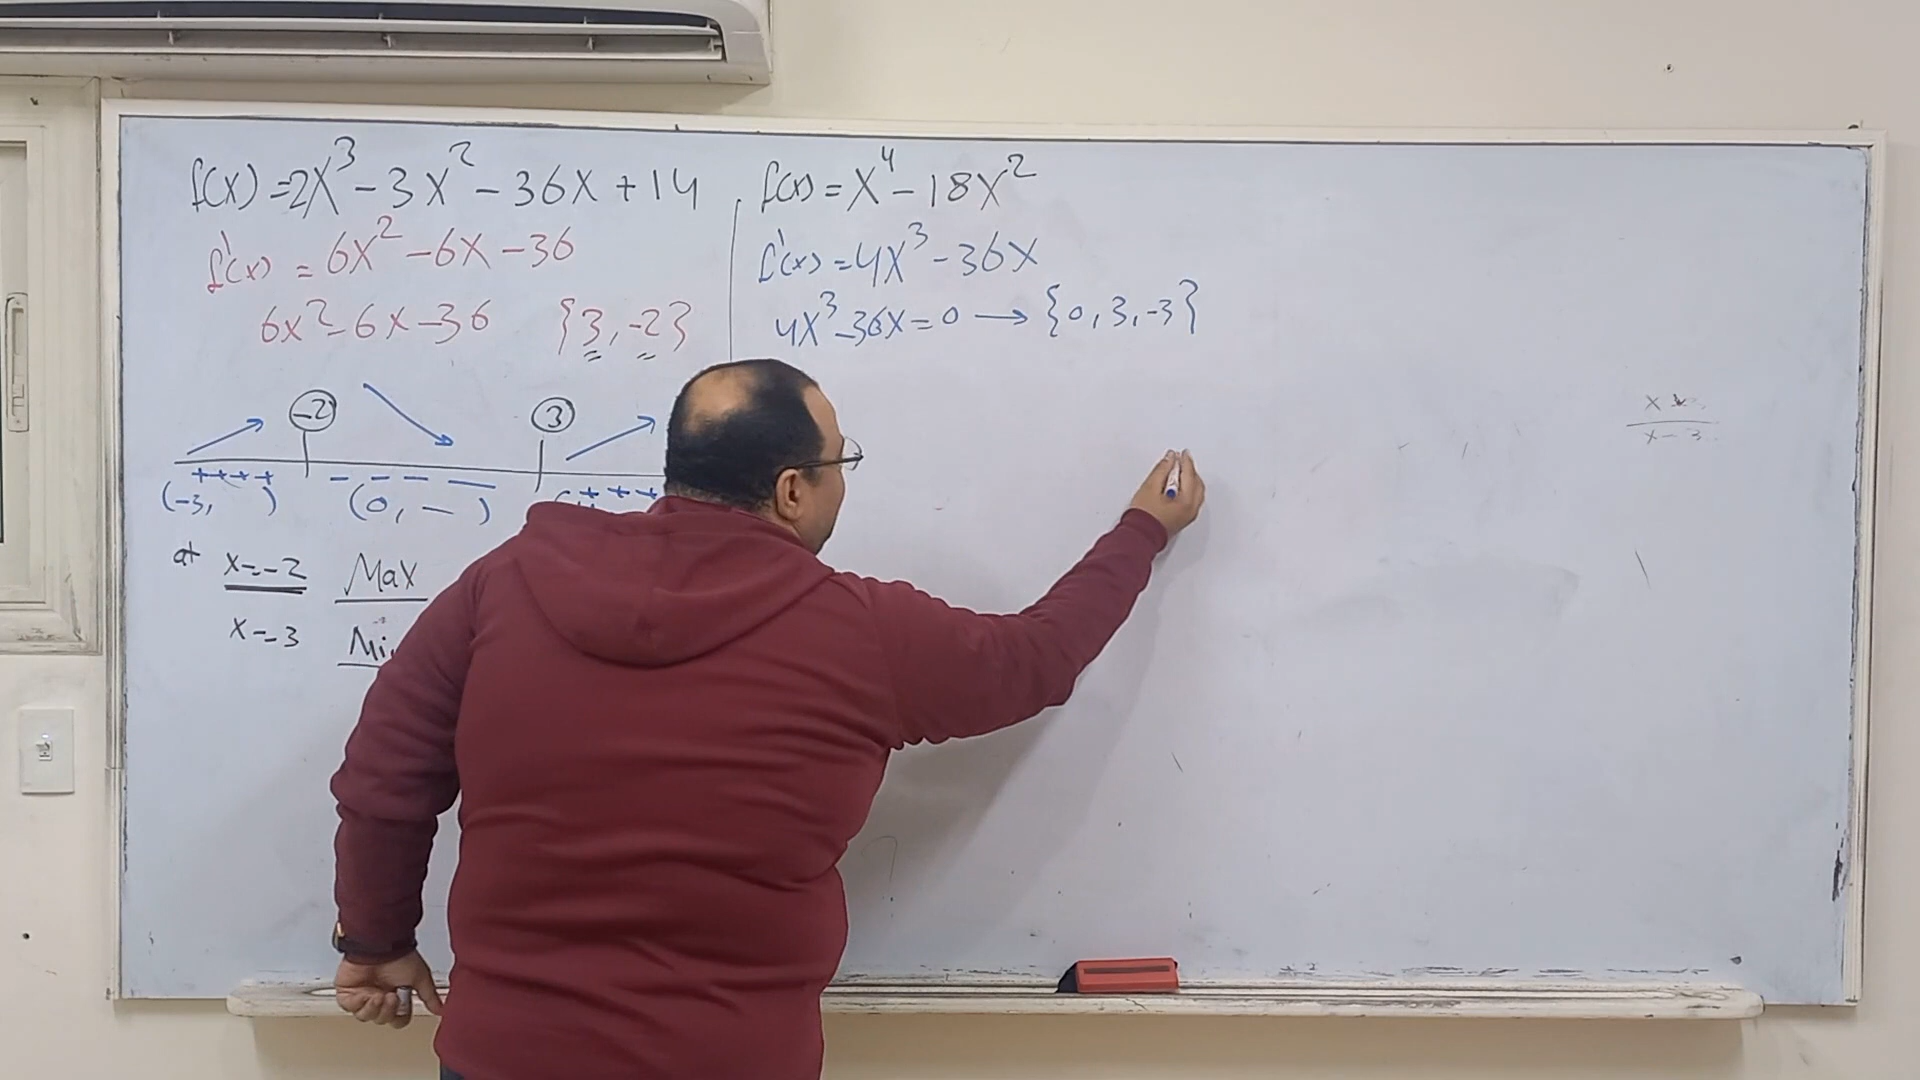 f(x) = 2x³ - 3x² - 36x + 14
f'(x) = 6x² - 6x - 36
6x² - 6x - 36 {3, -2}
-2 3
++++ - - - - +++
(-3, ) (0, - )
at x = -2 Max
x = 3
f(x) = x⁴ - 18x²
f'(x) = 4x³ - 36x
4x³ - 36x = 0 → {0, 3, -3}
x - 3